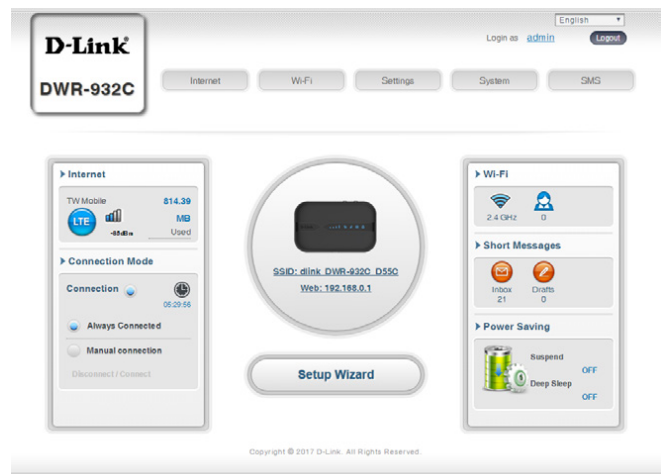 English
Login as admin Logout
D-Link
DWR-932C
Internet Wi-Fi Settings System SMS
Internet
TW Mobile 814.39
LTE MB
Used
Connection Mode
Connection
05:29:56
Always Connected
Manual connection
Disconnect / Connect
SSID: dlink_DWR-932C_D55C
Web: 192.168.0.1
Setup Wizard
Wi-Fi
2.4 GHz 0
Short Messages
Inbox Drafts
21 0
Power Saving
Suspend
OFF
Deep Sleep
OFF
Copyright © 2017 D-Link. All Rights Reserved.